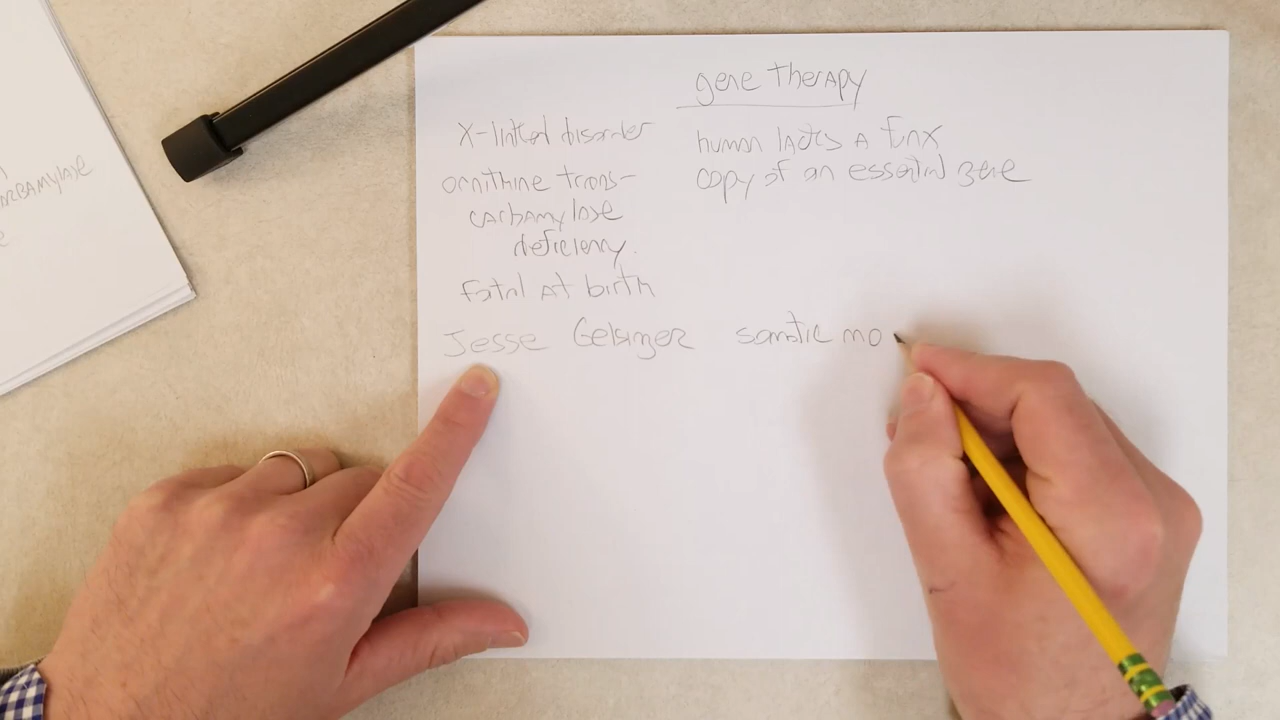 gene therapy
X-linked disorder
ornithine trans-
carbamylase
deficiency.
fatal at birth
human lacks a funx
copy of an essential gene
Jesse Gelsinger somatic mo